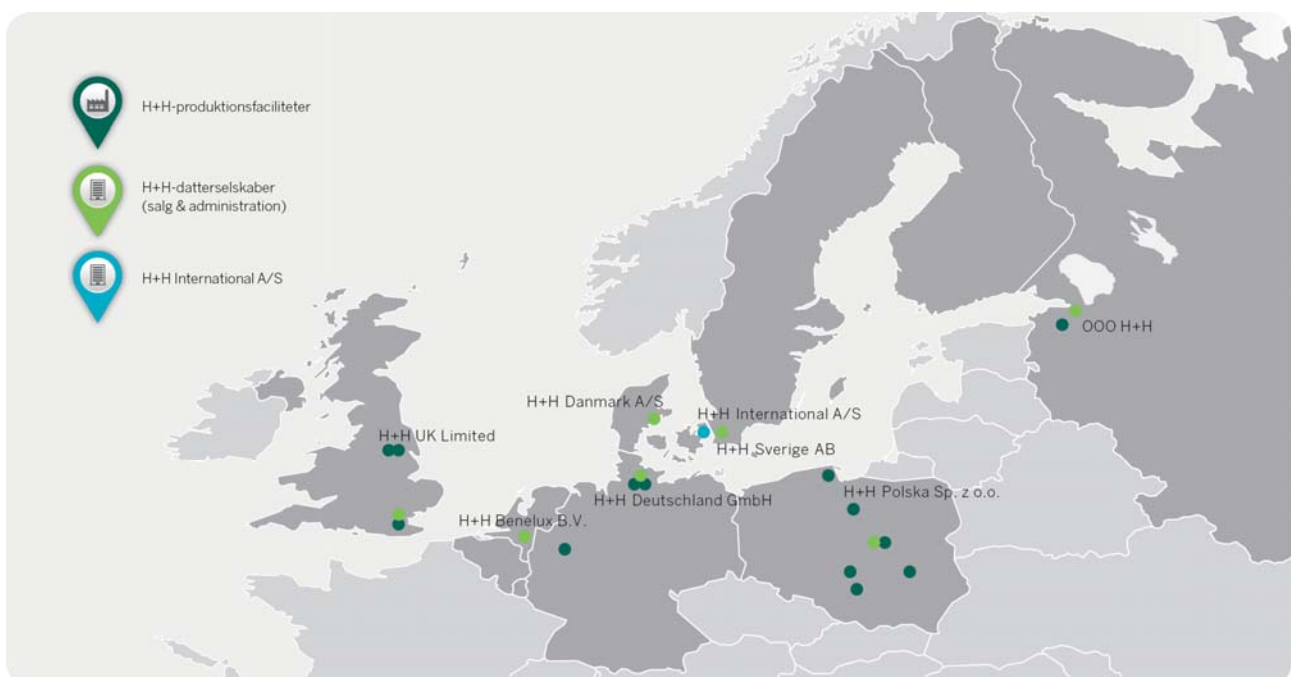 H+H-produktionsfaciliteter
H+H-datterselskaber
(salg & administration)
H+H International A/S
OOO H+H
H+H Danmark A/S
H+H International A/S
H+H UK Limited
H+H Sverige AB
H+H Deutschland GmbH
H+H Polska Sp. z o.o.
H+H Benelux B.V.